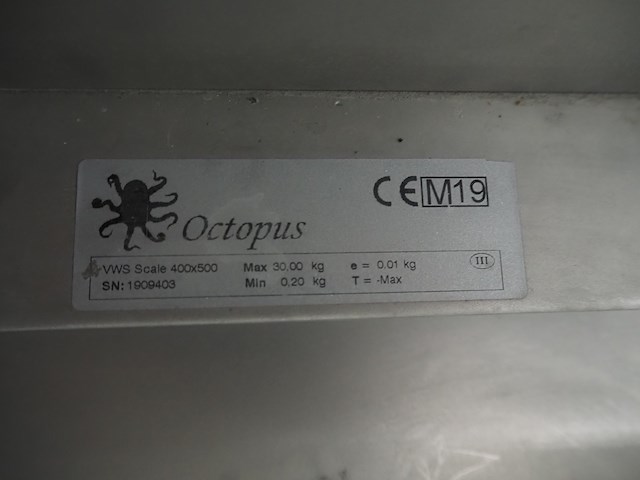 CE M19
Octopus
VWS Scale 400x500 Max 30,00 kg e = 0,01 kg III
SN: 1909403 Min 0,20 kg T = -Max